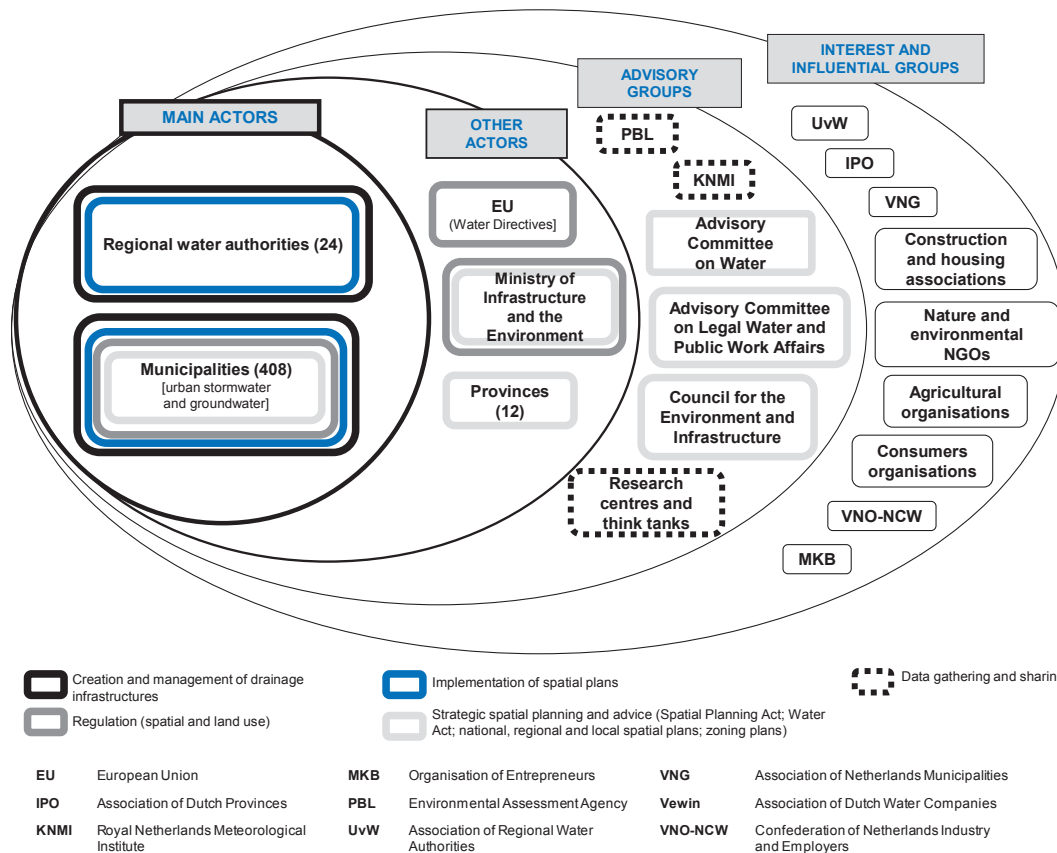 INTEREST AND
INFLUENTIAL GROUPS
ADVISORY
GROUPS
MAIN ACTORS
OTHER
ACTORS
Regional water authorities (24)
Municipalities (408)
[urban stormwater
and groundwater]
EU
(Water Directives]
Ministry of
Infrastructure
and the
Environment
Provinces
(12)
PBL
KNMI
Advisory
Committee
on Water
Advisory Committee
on Legal Water and
Public Work Affairs
Council for the
Environment and
Infrastructure
Research
centres and
think tanks
UvW
IPO
VNG
Construction
and housing
associations
Nature and
environmental
NGOs
Agricultural
organisations
Consumers
organisations
VNO-NCW
MKB
Creation and management of drainage
infrastructures
Implementation of spatial plans
Data gathering and sharin
Regulation (spatial and land use)
Strategic spatial planning and advice (Spatial Planning Act; Water
Act; national, regional and local spatial plans; zoning plans)
EU European Union
MKB Organisation of Entrepreneurs
VNG Association of Netherlands Municipalities
IPO Association of Dutch Provinces
PBL Environmental Assessment Agency
Vewin Association of Dutch Water Companies
KNMI Royal Netherlands Meteorological
Institute
UvW Association of Regional Water
Authorities
VNO-NCW Confederation of Netherlands Industry
and Employers